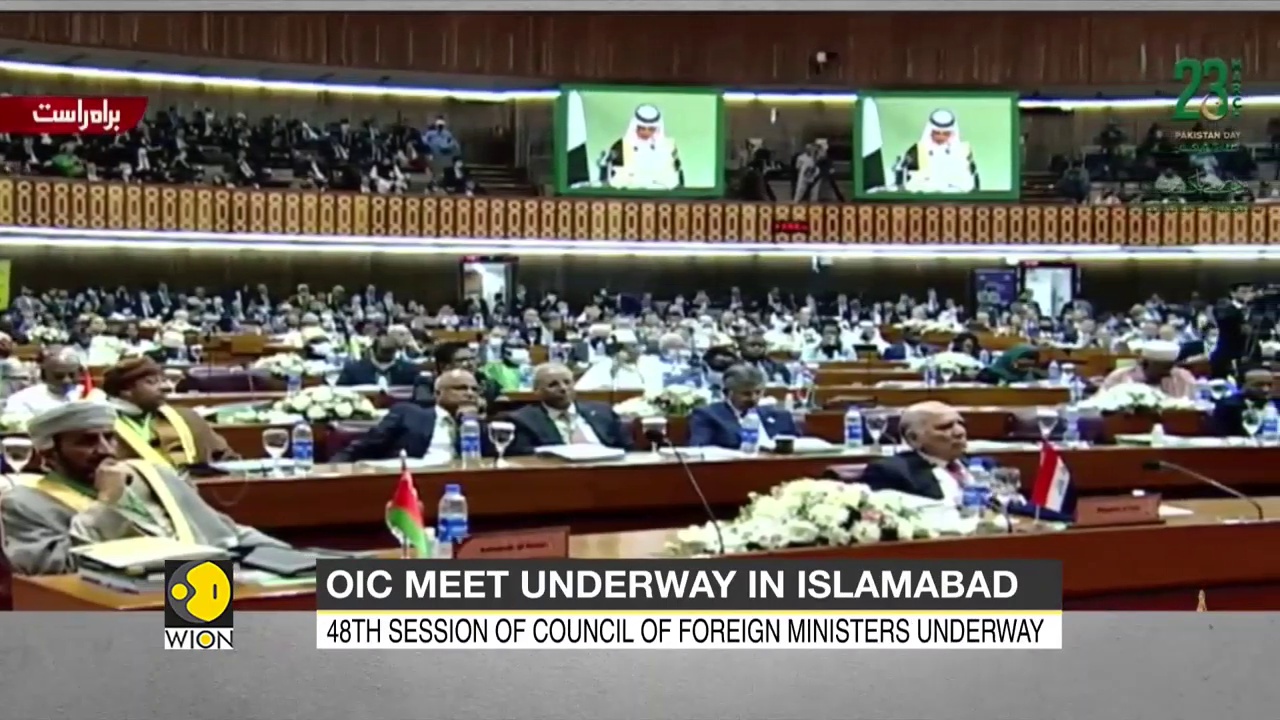 براہ راست
23
MARCH
PAKISTAN DAY
WION
OIC MEET UNDERWAY IN ISLAMABAD
48TH SESSION OF COUNCIL OF FOREIGN MINISTERS UNDERWAY